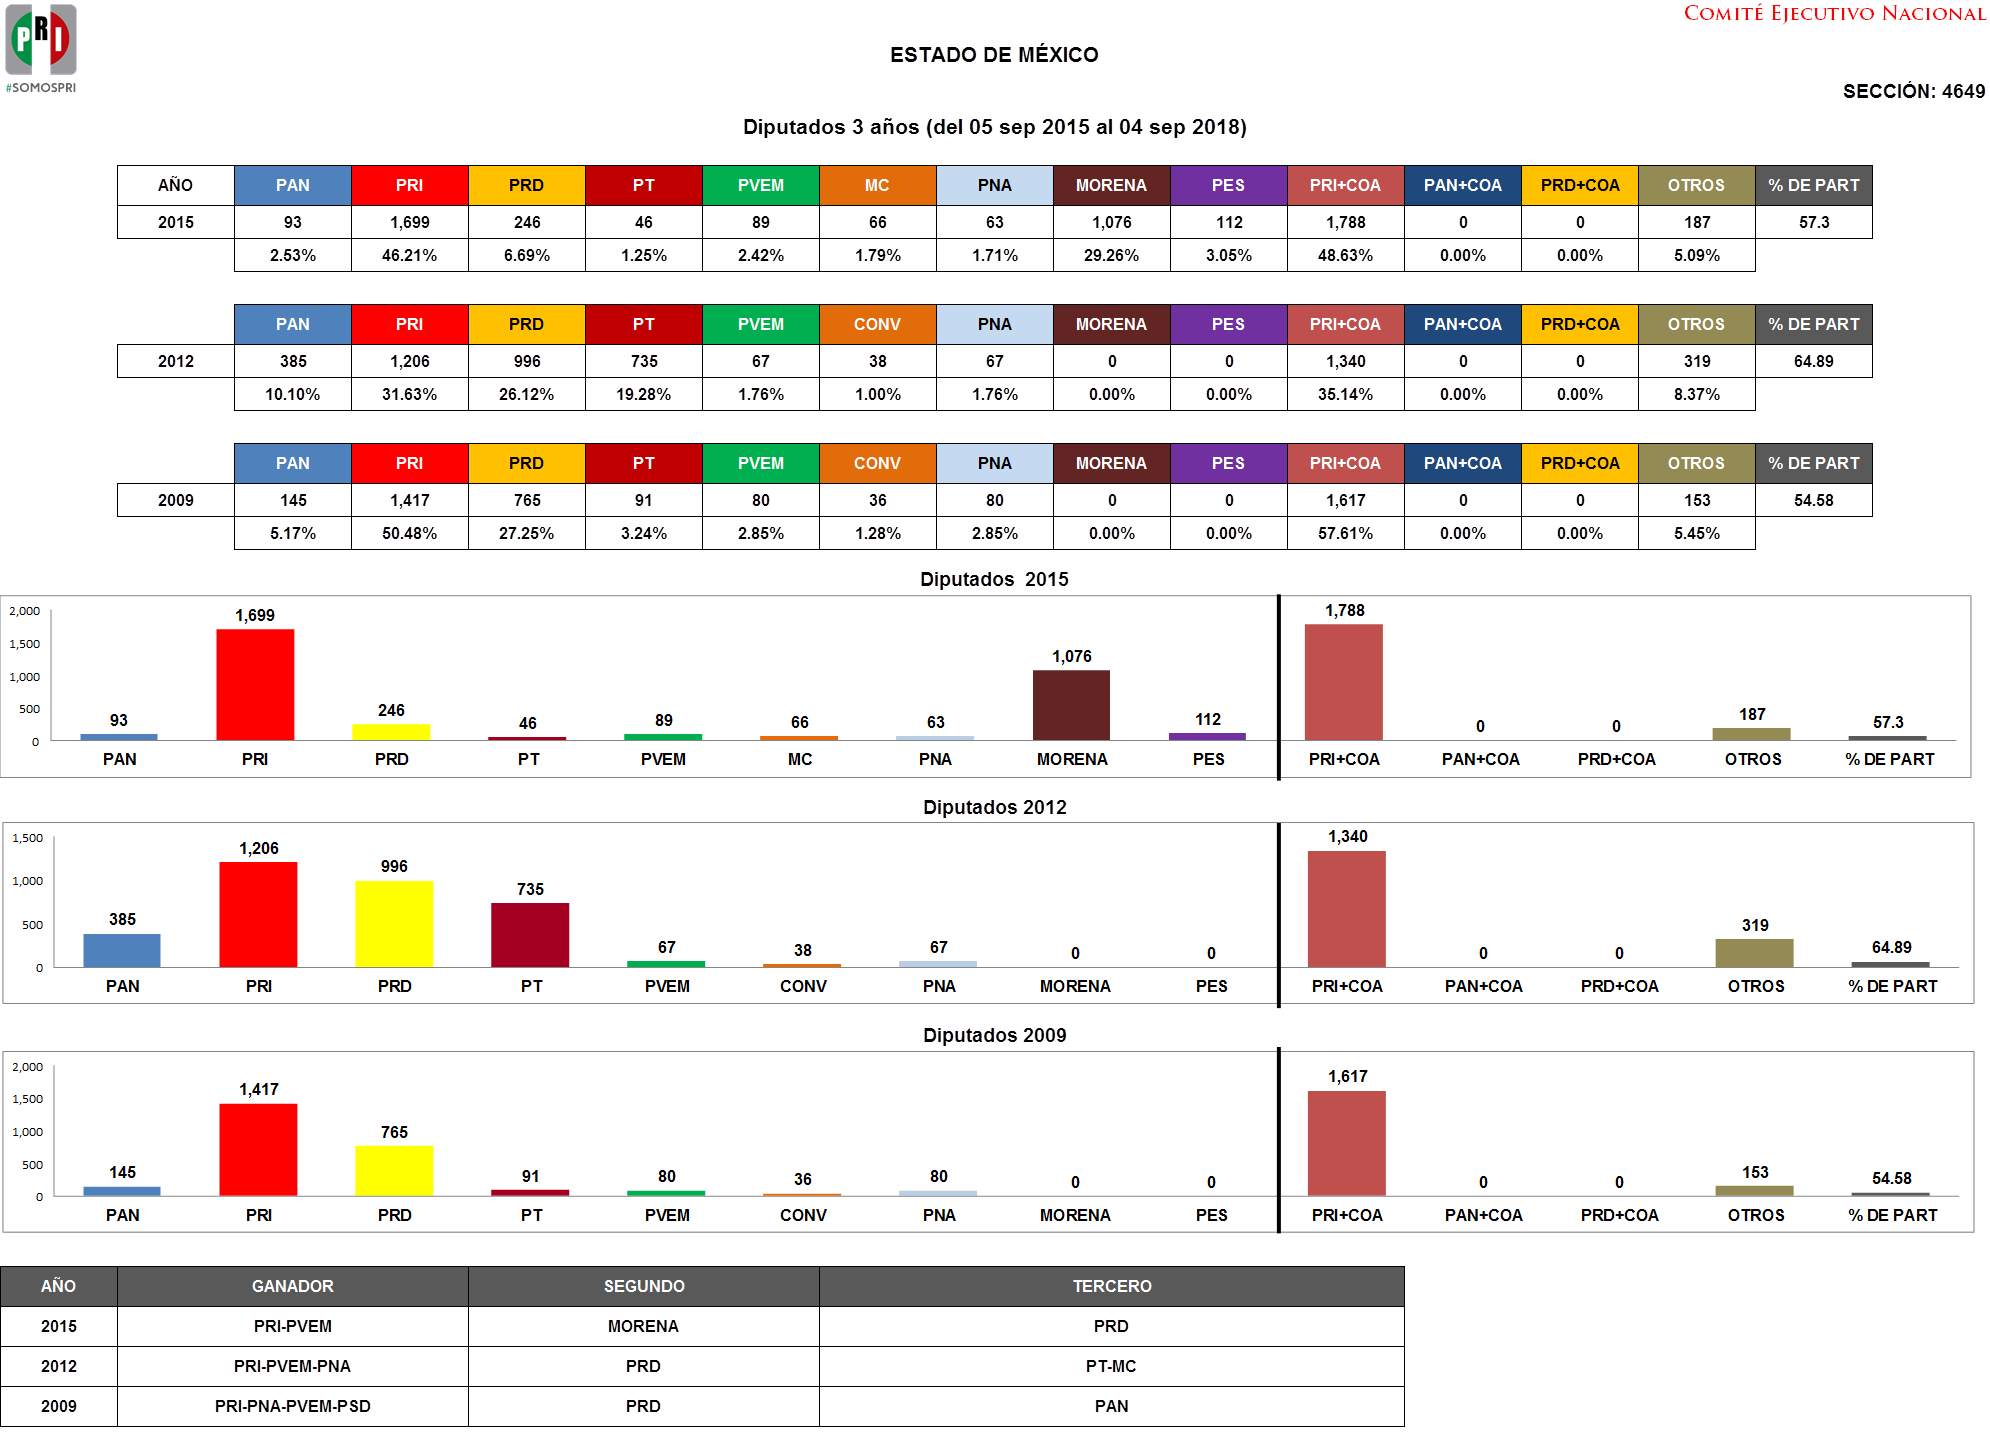 PRI
#SOMOSPRI
COMITÉ EJECUTIVO NACIONAL
ESTADO DE MÉXICO
SECCIÓN: 4649
Diputados 3 años (del 05 sep 2015 al 04 sep 2018)
AÑO PAN PRI PRD PT PVEM MC PNA MORENA PES PRI+COA PAN+COA PRD+COA OTROS % DE PART
2015 93 1,699 246 46 89 66 63 1,076 112 1,788 0 0 187 57.3
2.53% 46.21% 6.69% 1.25% 2.42% 1.79% 1.71% 29.26% 3.05% 48.63% 0.00% 0.00% 5.09%
PAN PRI PRD PT PVEM CONV PNA MORENA PES PRI+COA PAN+COA PRD+COA OTROS % DE PART
2012 385 1,206 996 735 67 38 67 0 0 1,340 0 0 319 64.89
10.10% 31.63% 26.12% 19.28% 1.76% 1.00% 1.76% 0.00% 0.00% 35.14% 0.00% 0.00% 8.37%
PAN PRI PRD PT PVEM CONV PNA MORENA PES PRI+COA PAN+COA PRD+COA OTROS % DE PART
2009 145 1,417 765 91 80 36 80 0 0 1,617 0 0 153 54.58
5.17% 50.48% 27.25% 3.24% 2.85% 1.28% 2.85% 0.00% 0.00% 57.61% 0.00% 0.00% 5.45%
Diputados 2015
2,000
1,500
1,000
500
0
93 1,699 246 46 89 66 63 1,076 112 1,788 0 0 187 57.3
PAN PRI PRD PT PVEM MC PNA MORENA PES PRI+COA PAN+COA PRD+COA OTROS % DE PART
Diputados 2012
1,500
1,000
500
0
385 1,206 996 735 67 38 67 0 0 1,340 0 0 319 64.89
PAN PRI PRD PT PVEM CONV PNA MORENA PES PRI+COA PAN+COA PRD+COA OTROS % DE PART
Diputados 2009
2,000
1,500
1,000
500
0
145 1,417 765 91 80 36 80 0 0 1,617 0 0 153 54.58
PAN PRI PRD PT PVEM CONV PNA MORENA PES PRI+COA PAN+COA PRD+COA OTROS % DE PART
AÑO GANADOR SEGUNDO TERCERO
2015 PRI-PVEM MORENA PRD
2012 PRI-PVEM-PNA PRD PT-MC
2009 PRI-PNA-PVEM-PSD PRD PAN